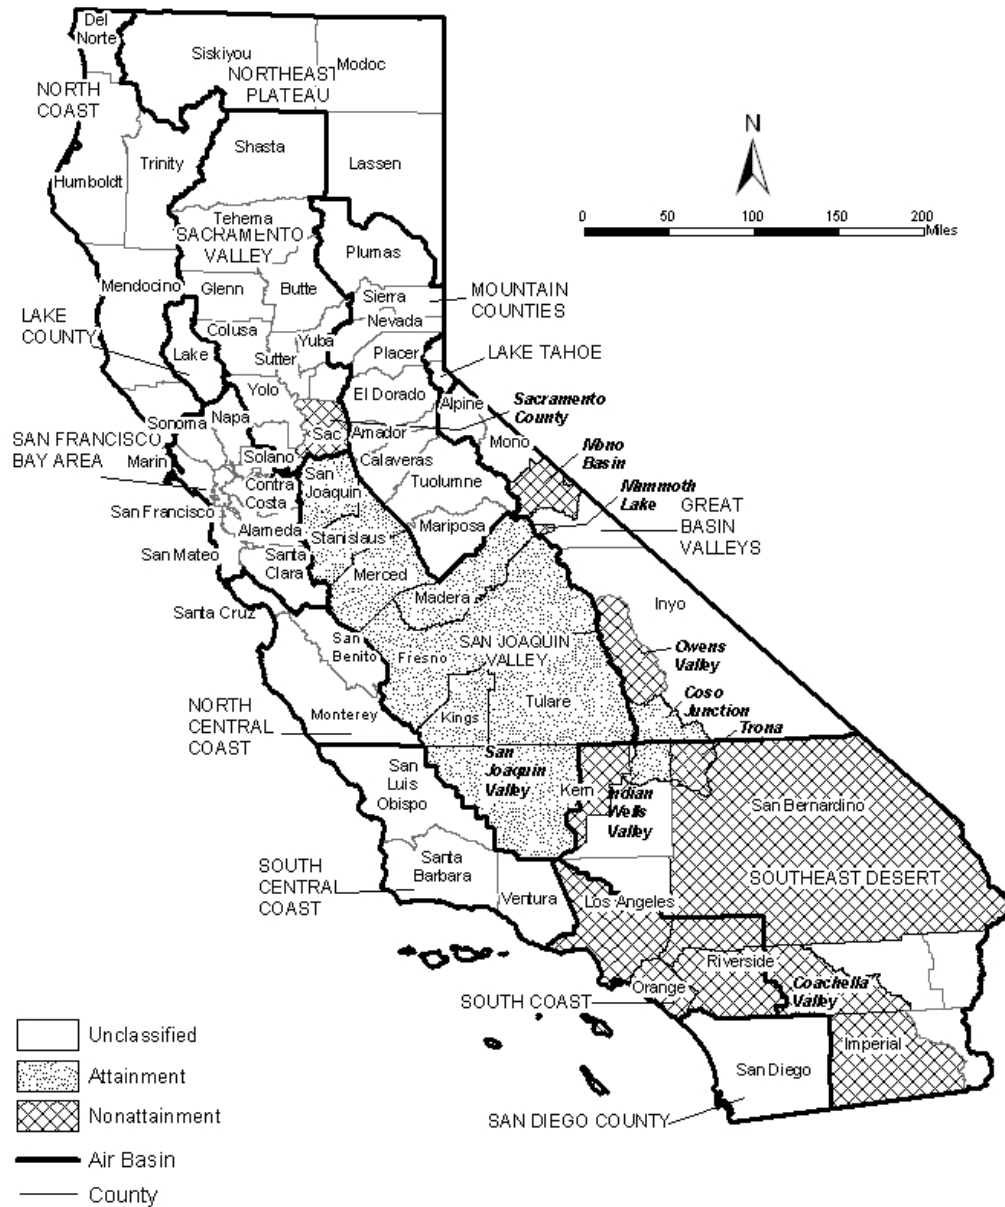 Del
Norte
Siskiyou
Modoc
NORTHEAST
PLATEAU
NORTH
COAST
Shasta
Trinity
Lassen
Humboldt
N
0 50 100 150 200
Miles
Tehema
SACRAMENTO
VALLEY
Plumas
Mendocino
Glenn
Butte
Sierra
MOUNTAIN
COUNTIES
LAKE
COUNTY
Colusa
Nevada
Yuba
Lake
Sutter
Placer
LAKE TAHOE
Yolo
El Dorado
Alpine
Sacramento
County
Napa
Sonoma
Sac
Amador
Mono
SAN FRANCISCO
BAY AREA
Marin
Solano
Calaveras
Mono
Basin
Contra
Costa
San
Joaquin
Tuolumne
Mammoth
Lake
GREAT
BASIN
VALLEYS
San Francisco
Alameda
Stanislaus
Mariposa
San Mateo
Santa
Clara
Merced
Santa Cruz
Madera
Inyo
San
Benito
Fresno
SAN JOAQUIN
VALLEY
Owens
Valley
Tulare
Coso
Junction
NORTH
CENTRAL
COAST
Monterey
Kings
Trona
San
Luis
Obispo
San
Joaquin
Valley
Kern
Indian
Wells
Valley
San Bernardino
SOUTH
CENTRAL
COAST
Santa
Barbara
Ventura
Los Angeles
SOUTHEAST DESERT
Riverside
Orange
Coachella
Valley
SOUTH COAST
Imperial
San Diego
SAN DIEGO COUNTY
Unclassified
Attainment
Nonattainment
Air Basin
County